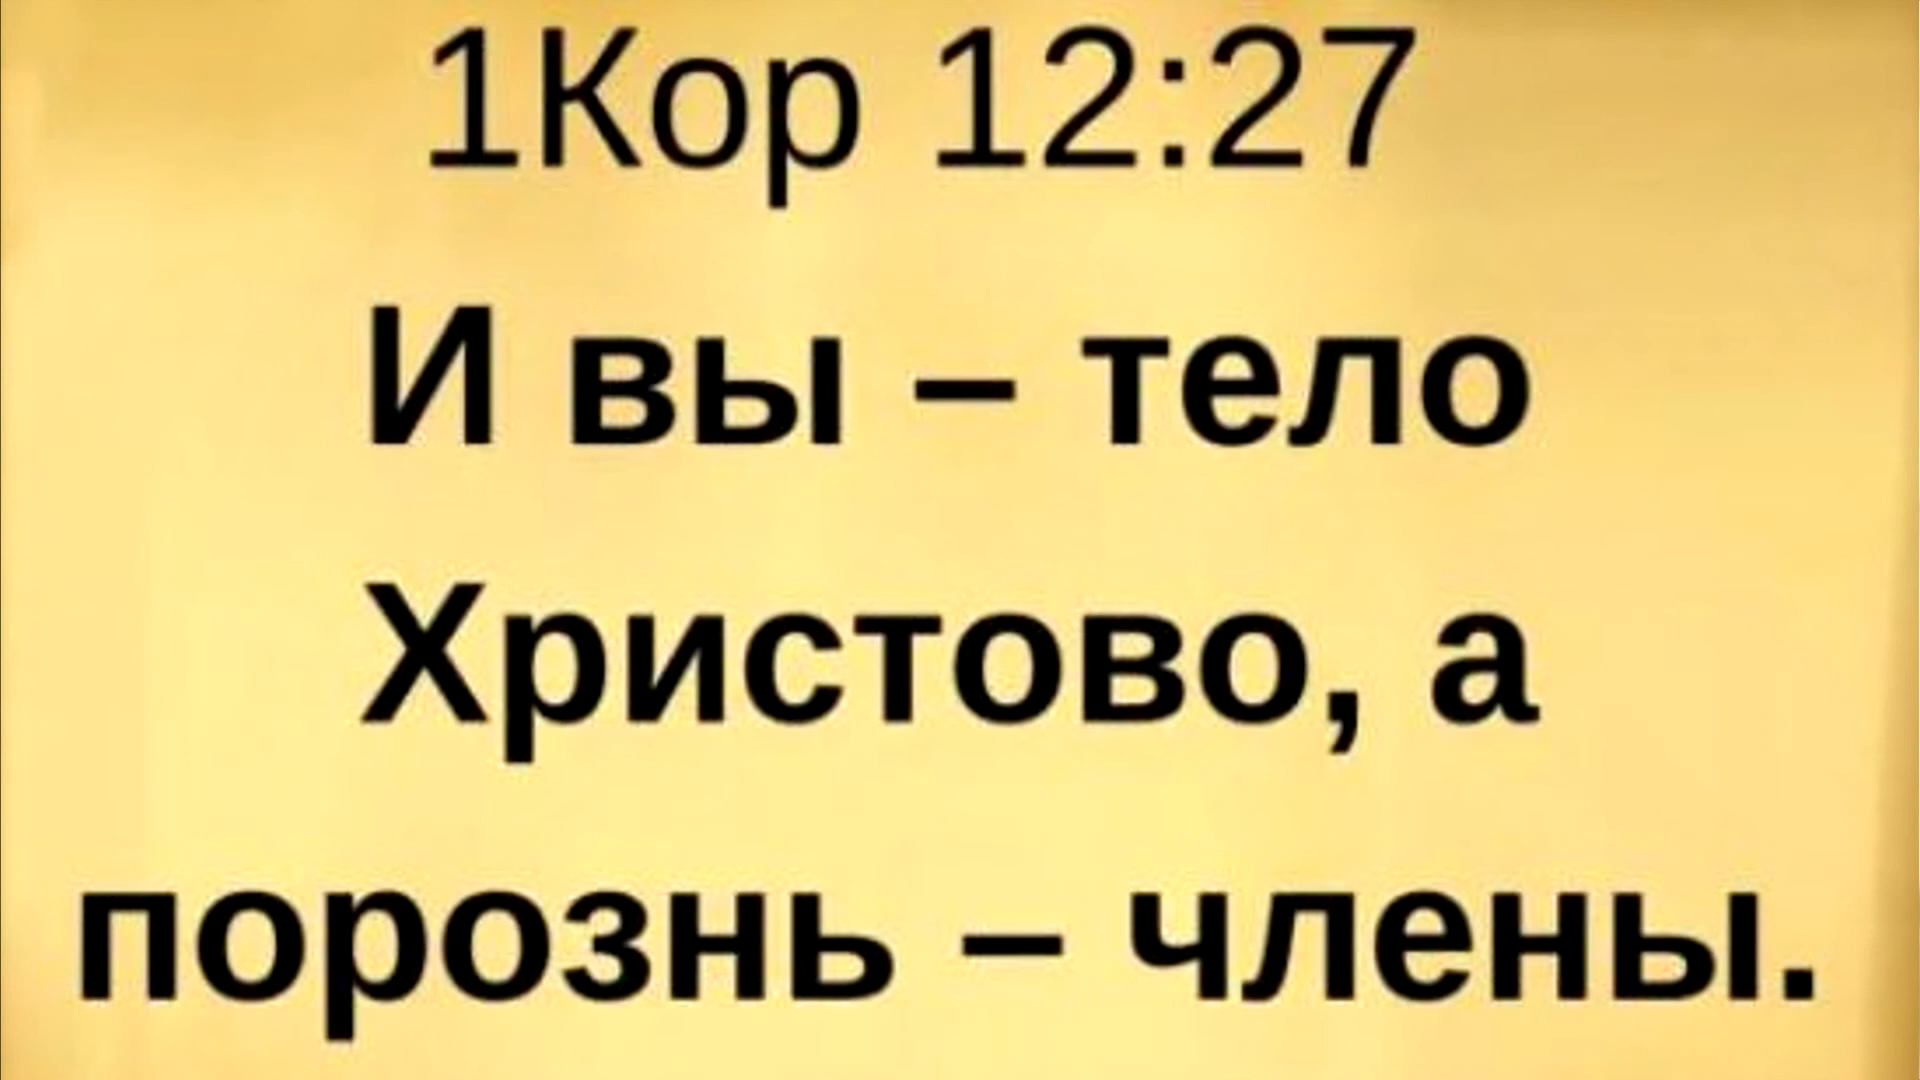 1Кор 12:27
И вы – тело
Христово, а
порознь – члены.